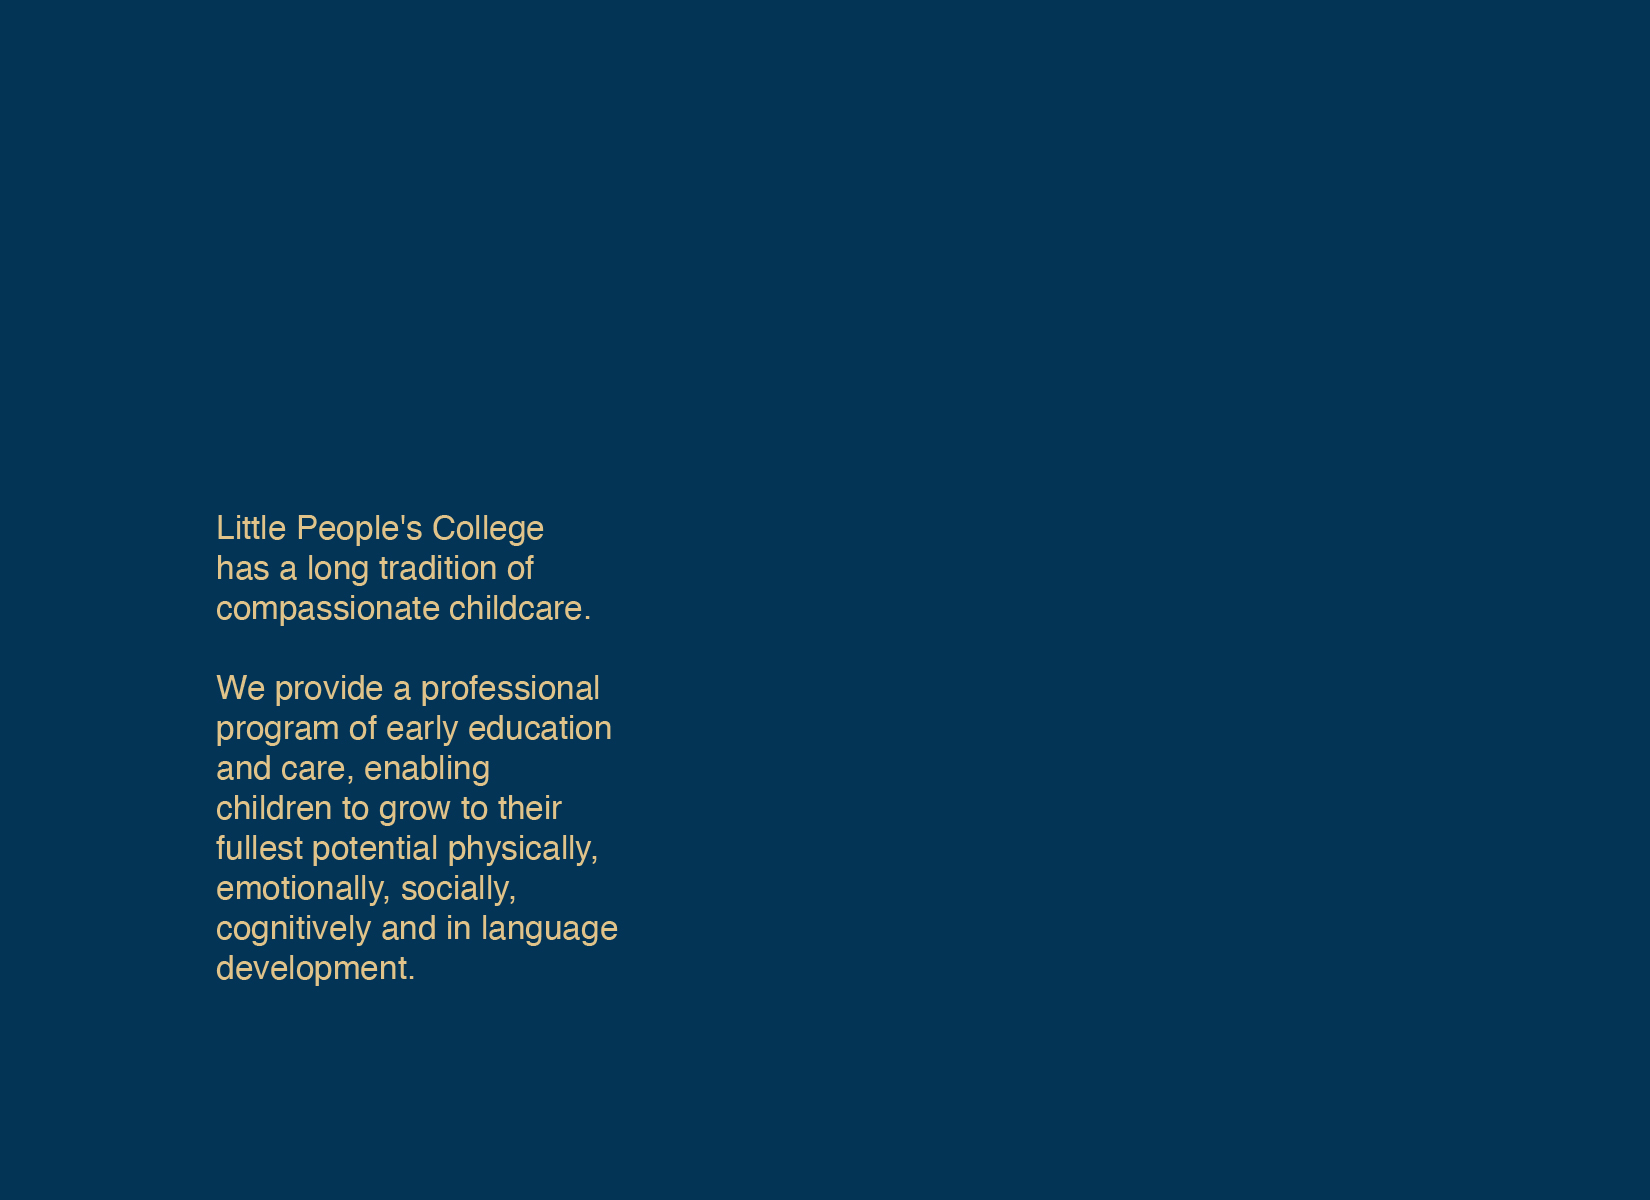 Little People's College
has a long tradition of
compassionate childcare.
We provide a professional
program of early education
and care, enabling
children to grow to their
fullest potential physically,
emotionally, socially,
cognitively and in language
development.